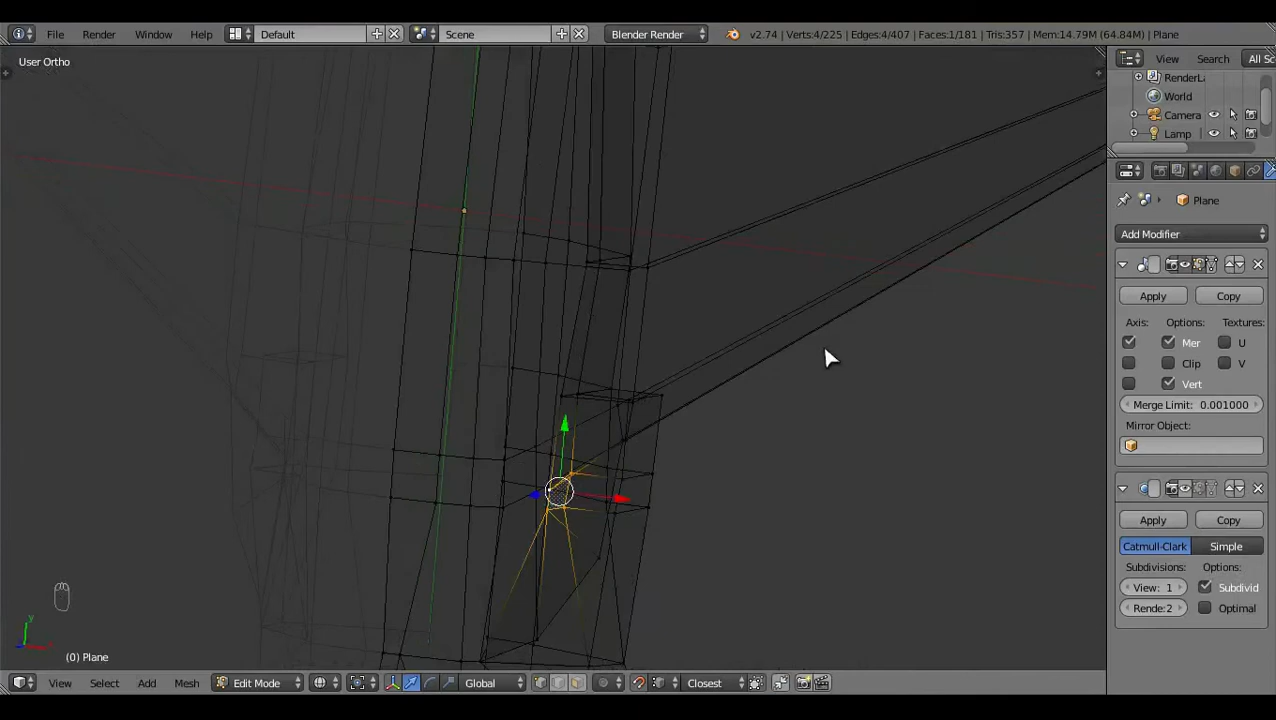 File Render Window Help Default Scene Blender Render v2.74 | Verts:4/225 | Edges:4/407 | Faces:1/181 | Tris:357 | Mem:14.79M (64.84M) | Plane
User Ortho
View Search All Sc
RenderLa
World
Camera
Lamp
Plane
Add Modifier
Apply Copy
Axis: Options: Textures:
Mer U
Clip V
Vert
Merge Limit: 0.001000
Mirror Object:
Apply Copy
Catmull-Clark Simple
Subdivisions: Options:
View: 1 Subdivid
Rende:2 Optimal
y
(0) Plane
View Select Add Mesh Edit Mode Global Closest